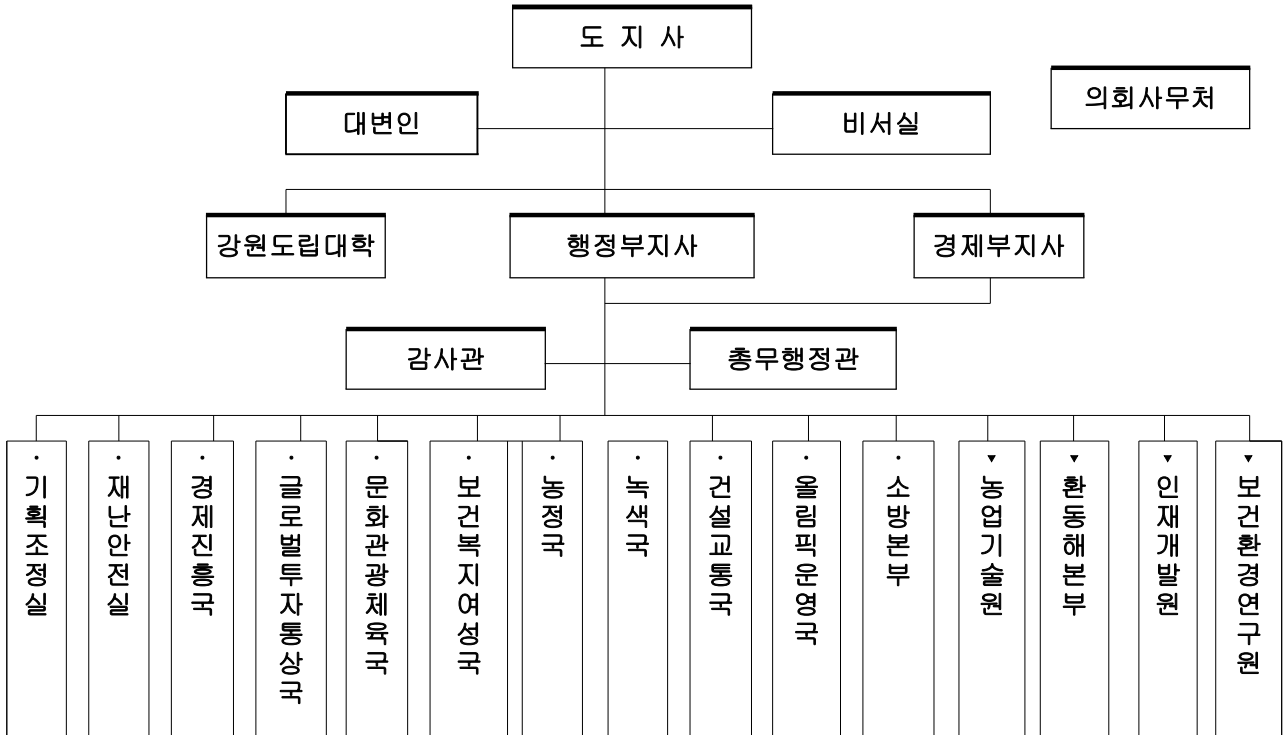 도 지 사
의회사무처
대변인
비서실
강원도립대학
행정부지사
경제부지사
감사관
총무행정관
· 기획조정실
· 재난안전실
· 경제진흥국
· 글로벌투자통상국
· 문화관광체육국
· 보건복지여성국
· 농정국
· 녹색국
· 건설교통국
· 올림픽운영국
· 소방본부
▼ 농업기술원
▼ 환동해본부
▼ 인재개발원
▼ 보건환경연구원